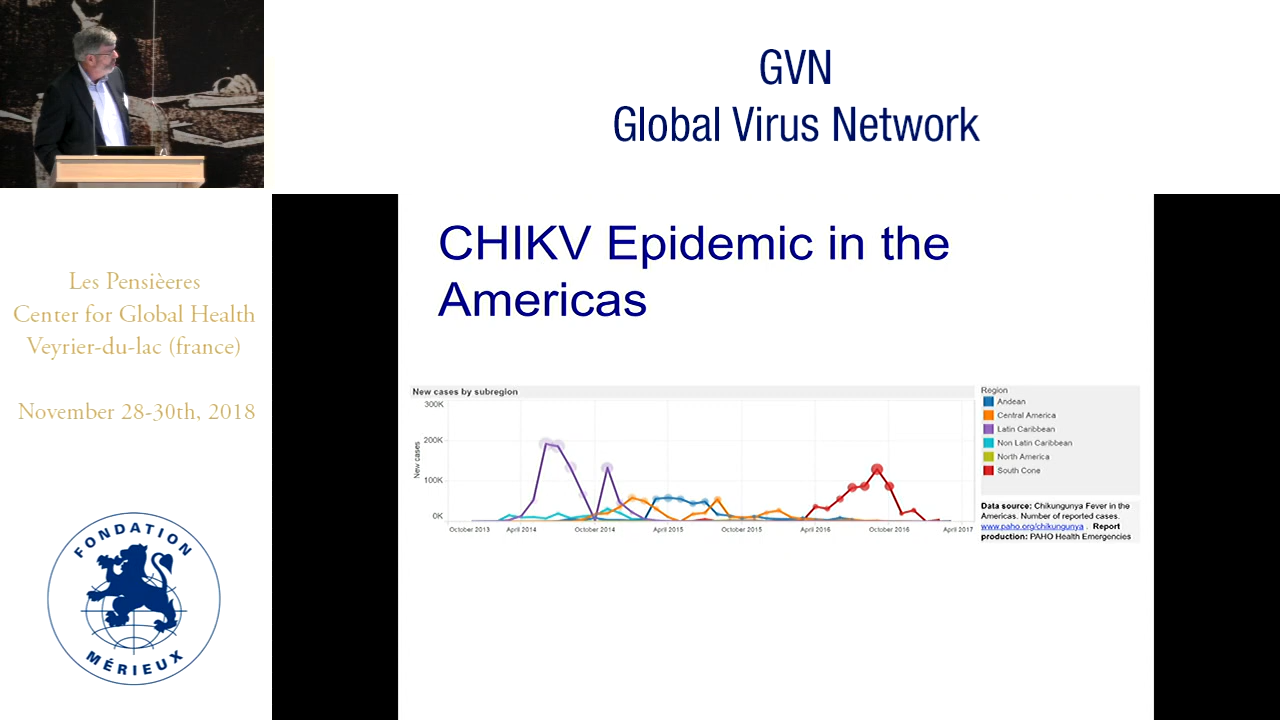 GVN
Global Virus Network
Les Pensièeres
Center for Global Health
Veyrier-du-lac (france)
November 28-30th, 2018
FONDATION
MÉRIEUX
CHIKV Epidemic in the
Americas
New cases by subregion
New cases
300K
200K
100K
0K
October 2013
April 2014
October 2014
April 2015
October 2015
April 2016
October 2016
April 2017
Region
Andean
Central America
Latin Caribbean
Non Latin Caribbean
North America
South Cone
Data source: Chikungunya Fever in the
Americas. Number of reported cases.
www.paho.org/chikungunya . Report
production: PAHO Health Emergencies